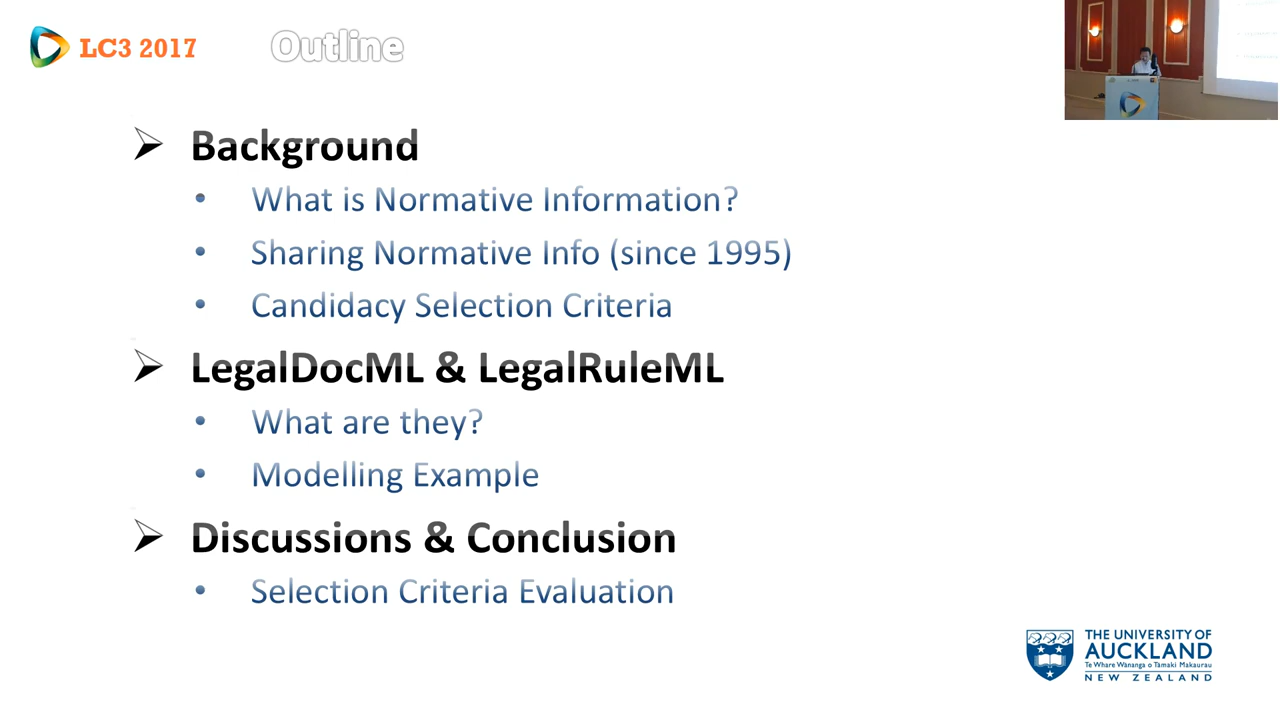 LC3 2017
Outline
Background
What is Normative Information?
Sharing Normative Info (since 1995)
Candidacy Selection Criteria
LegalDocML & LegalRuleML
What are they?
Modelling Example
Discussions & Conclusion
Selection Criteria Evaluation
THE UNIVERSITY OF
AUCKLAND
Te Whare Wānanga o Tāmaki Makaurau
NEW ZEALAND